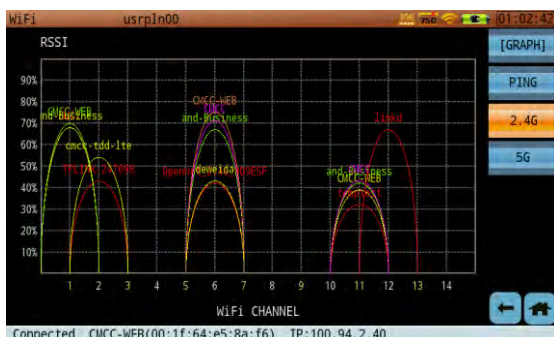 WiFi usrpln00 01:02:42
RSSI
[GRAPH]
PING
2.4G
5G
90%
80%
70%
60%
50%
40%
30%
20%
10%
CMCC-WEB
and-Business
cmcc-tdd-lte
CMCC-WEB
CMCC
and-Business
deweida
linkd
and-Business
CMCC-WEB
1 2 3 4 5 6 7 8 9 10 11 12 13 14
WiFi CHANNEL
Connected CMCC-WEB(00:1f:64:e5:8a:f6) IP:100.94.2.40